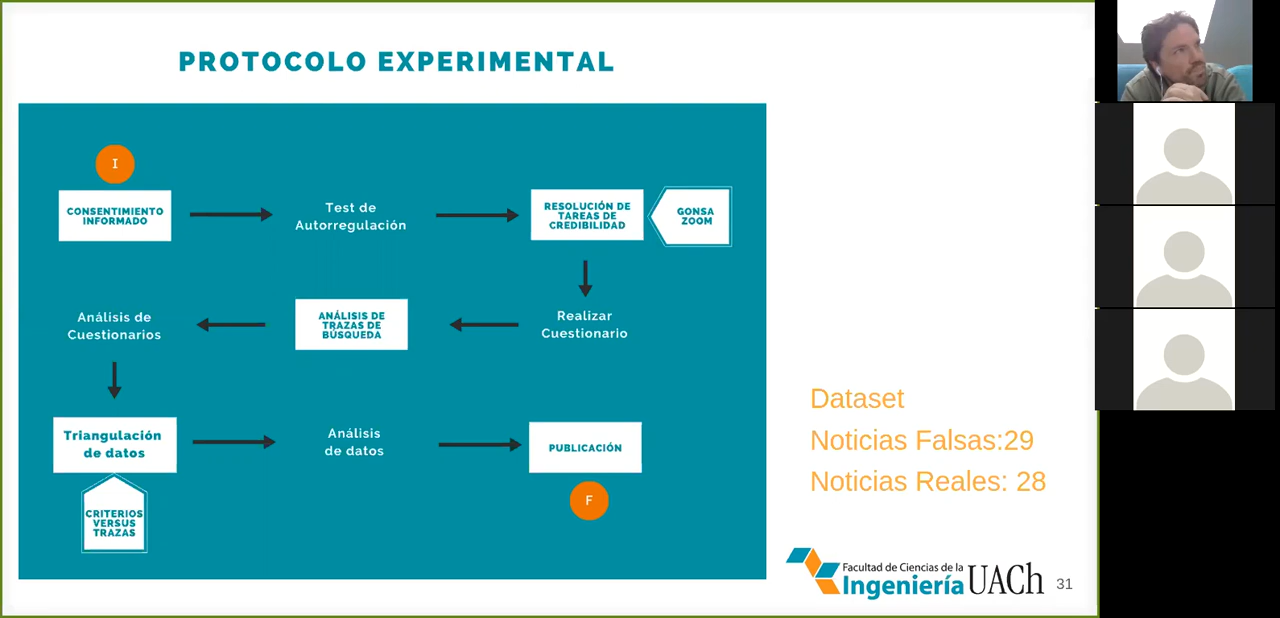 PROTOCOLO EXPERIMENTAL
I
CONSENTIMIENTO
INFORMADO
Test de
Autorregulación
RESOLUCIÓN DE
TAREAS DE
CREDIBILIDAD
GONSA
ZOOM
Análisis de
Cuestionarios
ANÁLISIS DE
TRAZAS DE
BÚSQUEDA
Realizar
Cuestionario
Triangulación
de datos
Análisis
de datos
PUBLICACIÓN
F
CRITERIOS
VERSUS
TRAZAS
Dataset
Noticias Falsas:29
Noticias Reales: 28
Facultad de Ciencias de la
Ingeniería UACh
31